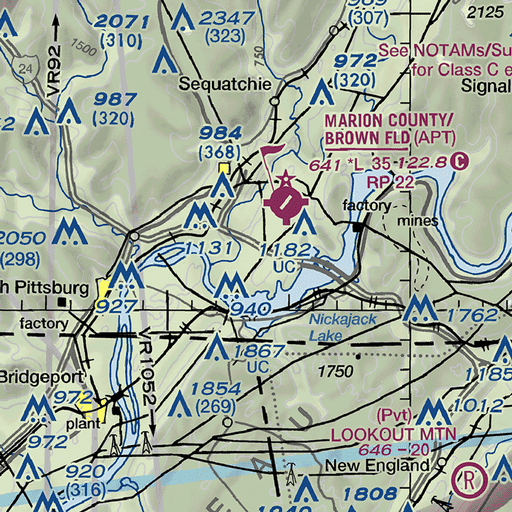 2071
(310)
2347
(323)
(307)
2125
1500
24
VR92
750
Sequatchie
972
(320)
See NOTAMs/Su
for Class C e
Signal
987
(320)
984
(368)
MARION COUNTY/
BROWN FLD (APT)
641 *L 35 122.8 C
RP 22
factory
mines
2050
(298)
1131
1182
UC
h Pittsburg
927
940
Nickajack
Lake
1762
factory
VR1052
1867
UC
1750
1185
Bridgeport
972
1854
(269)
plant
972
(Pvt)
1012
LOOKOUT MTN
646 - 20
New England
920
(316)
1808
R